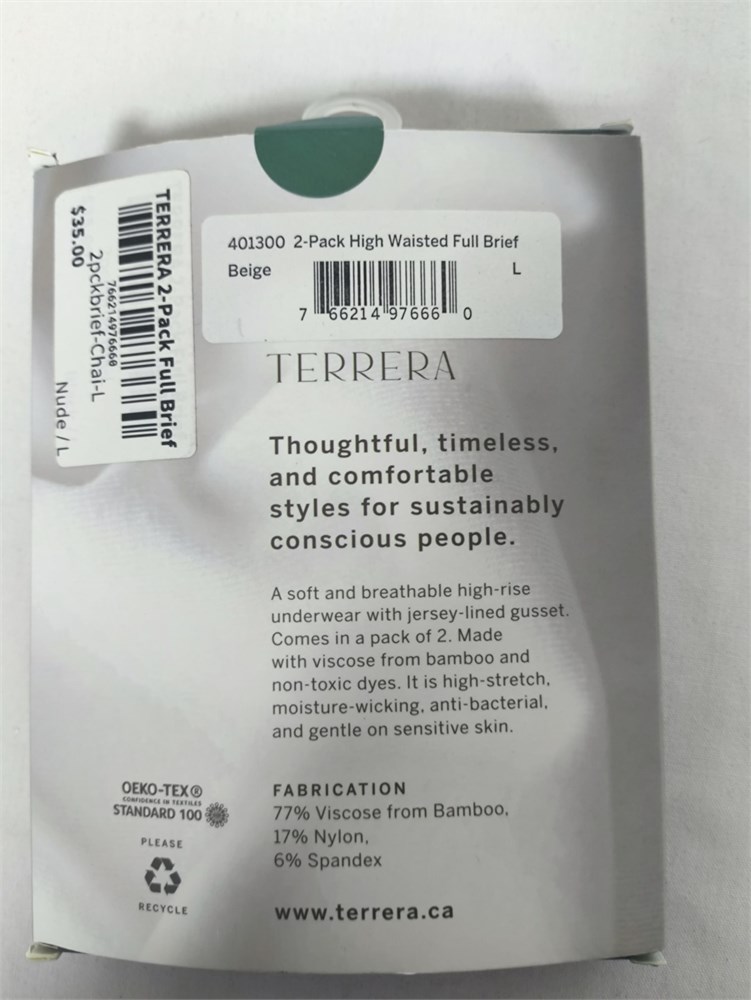 TERRERA 2-Pack Full Brief
766214976660
2pckbrief-Chai-L
$35.00
Nude / L
401300 2-Pack High Waisted Full Brief
Beige
L
7 66214 97666 0
TERRERA
Thoughtful, timeless,
and comfortable
styles for sustainably
conscious people.
A soft and breathable high-rise
underwear with jersey-lined gusset.
Comes in a pack of 2. Made
with viscose from bamboo and
non-toxic dyes. It is high-stretch,
moisture-wicking, anti-bacterial,
and gentle on sensitive skin.
OEKO-TEX®
CONFIDENCE IN TEXTILES
STANDARD 100
PLEASE
RECYCLE
FABRICATION
77% Viscose from Bamboo,
17% Nylon,
6% Spandex
www.terrera.ca